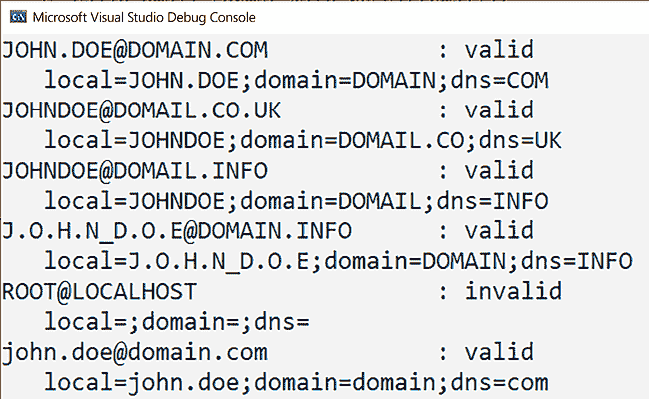 Microsoft Visual Studio Debug Console
JOHN.DOE@DOMAIN.COM : valid
local=JOHN.DOE;domain=DOMAIN;dns=COM
JOHNDOE@DOMAIL.CO.UK : valid
local=JOHNDOE;domain=DOMAIL.CO;dns=UK
JOHNDOE@DOMAIL.INFO : valid
local=JOHNDOE;domain=DOMAIL;dns=INFO
J.O.H.N_D.O.E@DOMAIN.INFO : valid
local=J.O.H.N_D.O.E;domain=DOMAIN;dns=INFO
ROOT@LOCALHOST : invalid
local=;domain=;dns=
john.doe@domain.com : valid
local=john.doe;domain=domain;dns=com